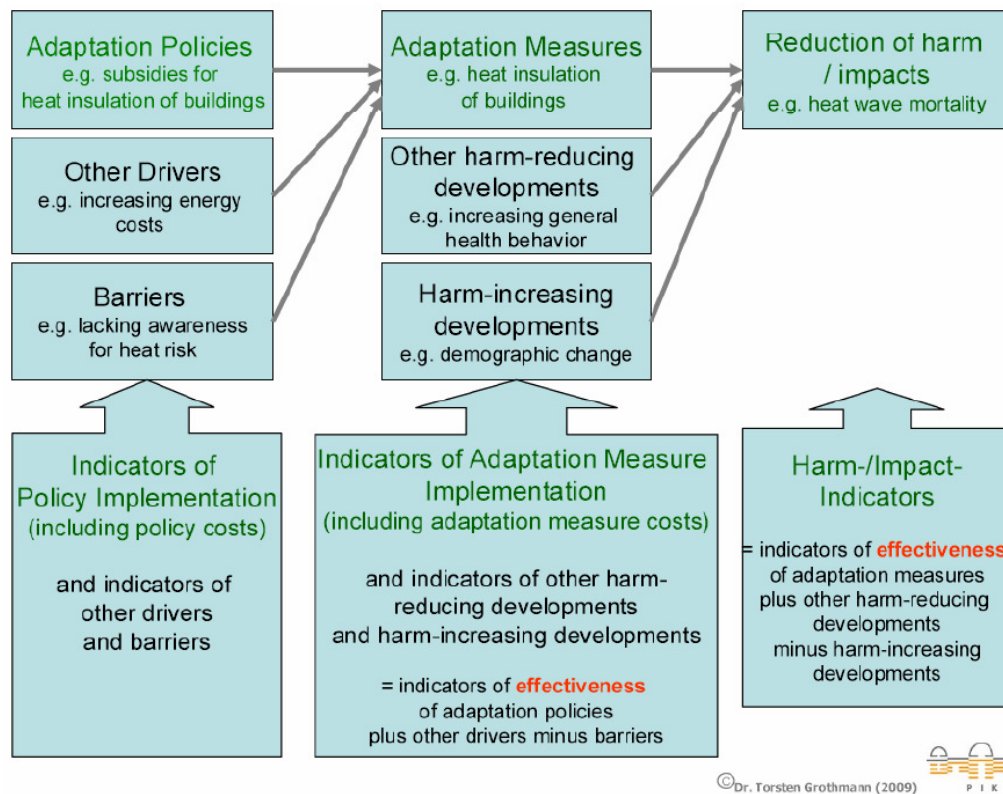 Adaptation Policies
e.g. subsidies for
heat insulation of buildings
Adaptation Measures
e.g. heat insulation
of buildings
Reduction of harm
/ impacts
e.g. heat wave mortality
Other Drivers
e.g. increasing energy
costs
Other harm-reducing
developments
e.g. increasing general
health behavior
Barriers
e.g. lacking awareness
for heat risk
Harm-increasing
developments
e.g. demographic change
Indicators of
Policy Implementation
(including policy costs)
and indicators of
other drivers
and barriers
Indicators of Adaptation Measure
Implementation
(including adaptation measure costs)
and indicators of other harm-
reducing developments
and harm-increasing developments
= indicators of effectiveness
of adaptation policies
plus other drivers minus barriers
Harm-/Impact-
Indicators
= indicators of effectiveness
of adaptation measures
plus other harm-reducing
developments
minus harm-increasing
developments
©Dr. Torsten Grothmann (2009)
P I K